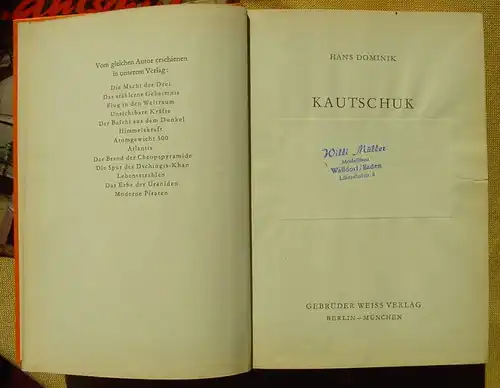 Vom gleichen Autor erschienen
in unserem Verlag:
Die Macht der Drei
Das stählerne Geheimnis
Flug in den Weltraum
Unsichtbare Kräfte
Der Befehl aus dem Dunkel
Himmelskraft
Atomgewicht 500
Atlantis
Der Brand der Cheopspyramide
Die Spur des Dschingis-Khan
Lebensstrahlen
Das Erbe der Uraniden
Moderne Piraten
HANS DOMINIK
KAUTSCHUK
Willi Müller
Modellbau
Walldorf/Baden
GEBRÜDER WEISS VERLAG
BERLIN–MÜNCHEN